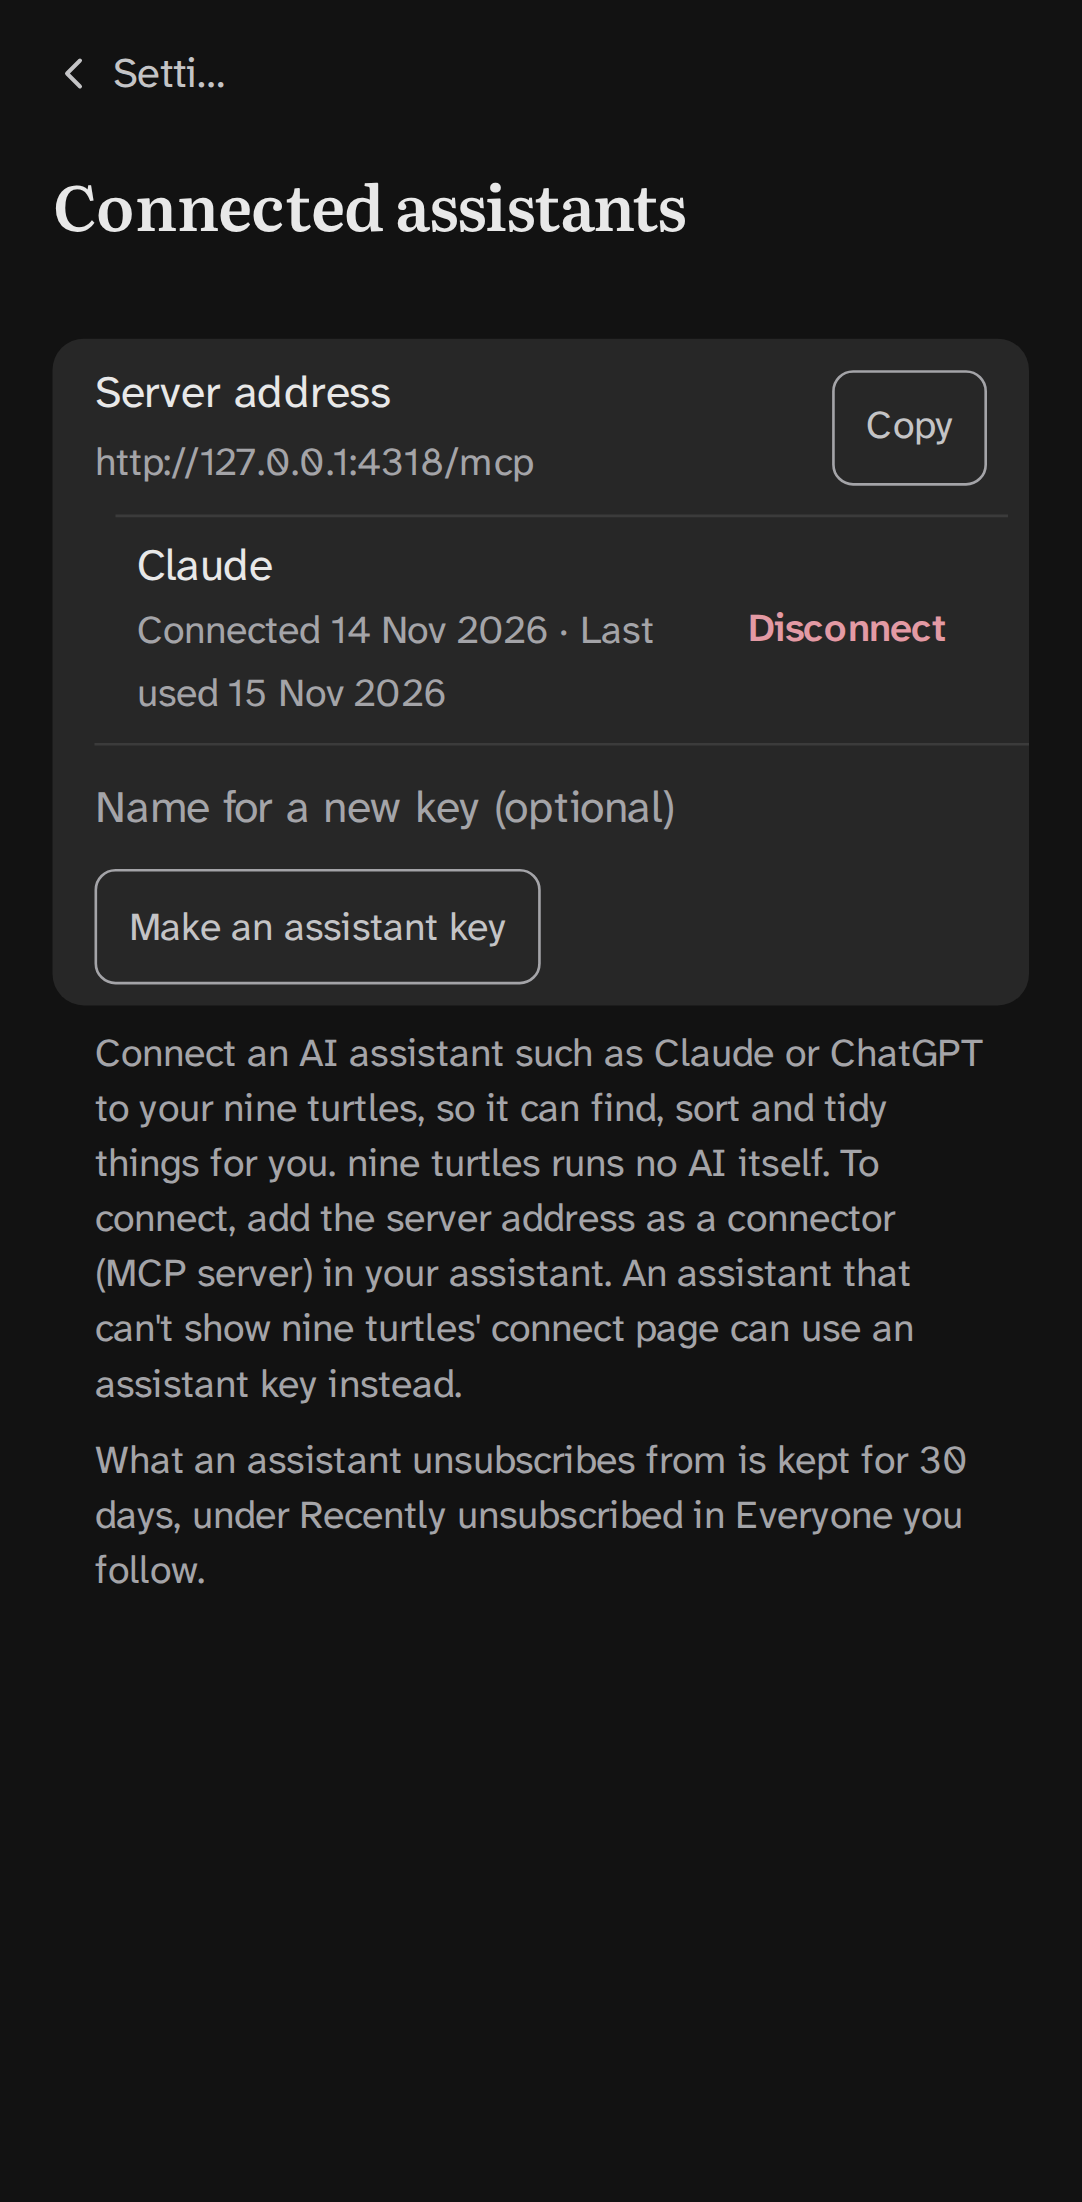 Setti...
Connected assistants
Server address
http://127.0.0.1:4318/mcp
Copy
Claude
Connected 14 Nov 2026 · Last
used 15 Nov 2026
Disconnect
Name for a new key (optional)
Make an assistant key
Connect an AI assistant such as Claude or ChatGPT
to your nine turtles, so it can find, sort and tidy
things for you. nine turtles runs no AI itself. To
connect, add the server address as a connector
(MCP server) in your assistant. An assistant that
can't show nine turtles' connect page can use an
assistant key instead.
What an assistant unsubscribes from is kept for 30
days, under Recently unsubscribed in Everyone you
follow.